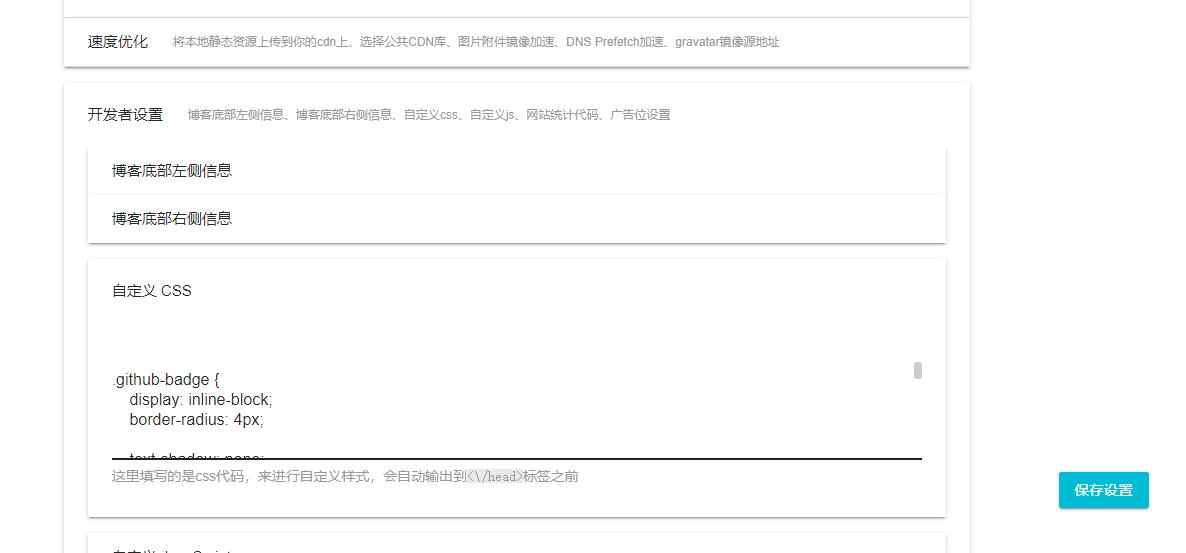 速度优化 将本地静态资源上传到你的cdn上、选择公共CDN库、图片附件镜像加速、DNS Prefetch加速、gravatar镜像源地址
开发者设置 博客底部左侧信息、博客底部右侧信息、自定义css、自定义js、网站统计代码、广告位设置
博客底部左侧信息
博客底部右侧信息
自定义 CSS
.github-badge {
display: inline-block;
border-radius: 4px;
text-shadow: none;
这里填写的是css代码，来进行自定义样式，会自动输出到<\/head>标签之前
保存设置
自定义 JavaScript